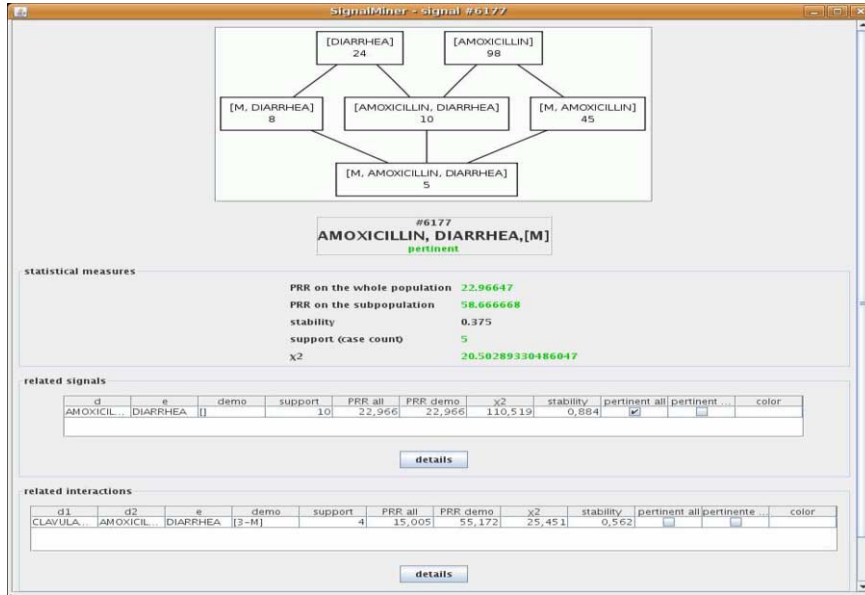 SignalMiner - signal #6177
[DIARRHEA] [AMOXICILLIN]
24 98
[M, DIARRHEA] [AMOXICILLIN, DIARRHEA] [M, AMOXICILLIN]
8 10 45
[M, AMOXICILLIN, DIARRHEA]
5
#6177
AMOXICILLIN, DIARRHEA,[M]
pertinent
statistical measures
PRR on the whole population 22.96647
PRR on the subpopulation 58.666668
stability 0.375
support (case count) 5
χ2 20.50289330486047
related signals
d e demo support PRR all PRR demo χ2 stability pertinent all pertinent ... color
AMOXICIL... DIARRHEA [] 10 22,966 22,966 110,519 0,884
details
related interactions
d1 d2 e demo support PRR all PRR demo χ2 stability pertinent all pertinente ... color
CLAVULA... AMOXICIL... DIARRHEA [3-M] 4 15,005 55,172 25,451 0,562
details